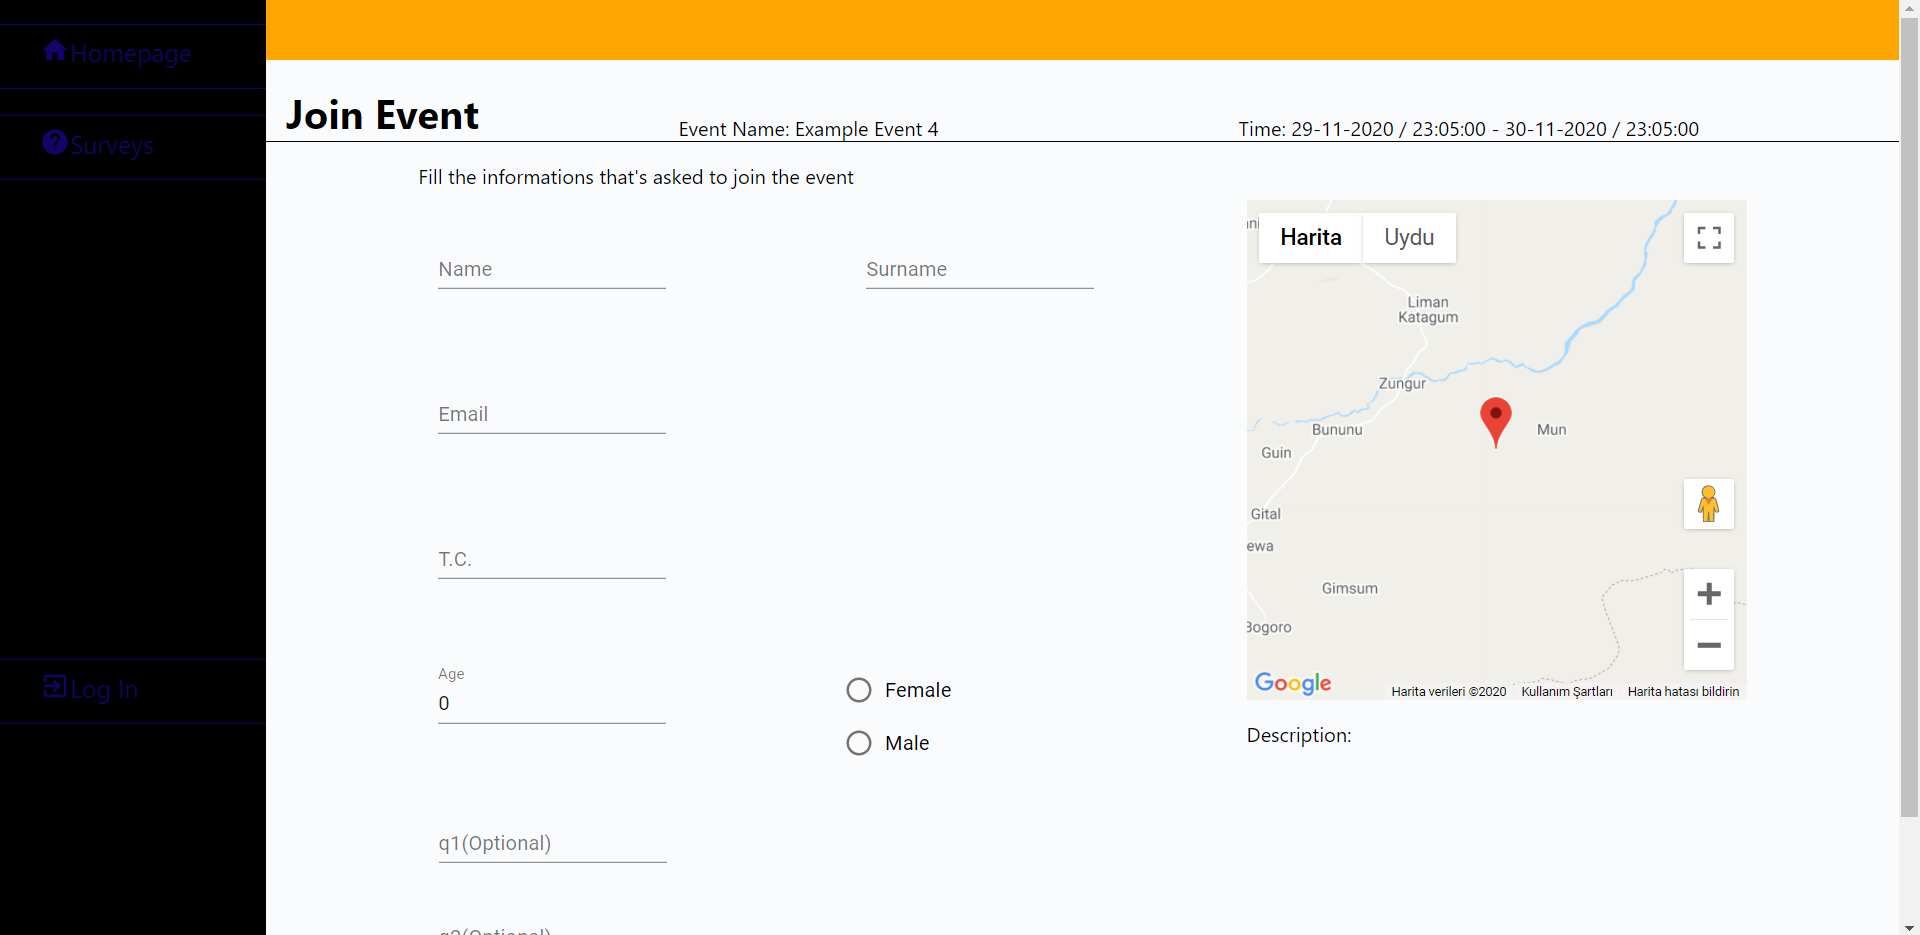 Homepage
Surveys
Log In
Join Event
Event Name: Example Event 4
Time: 29-11-2020 / 23:05:00 - 30-11-2020 / 23:05:00
Fill the informations that's asked to join the event
Name
Surname
Email
T.C.
Age
0
Female
Male
q1(Optional)
Harita
Uydu
Liman
Katagum
Zungur
Bununu
Mun
Guin
Gital
ewa
Gimsum
Bogoro
Google
Harita verileri ©2020
Kullanım Şartları
Harita hatası bildirin
Description: